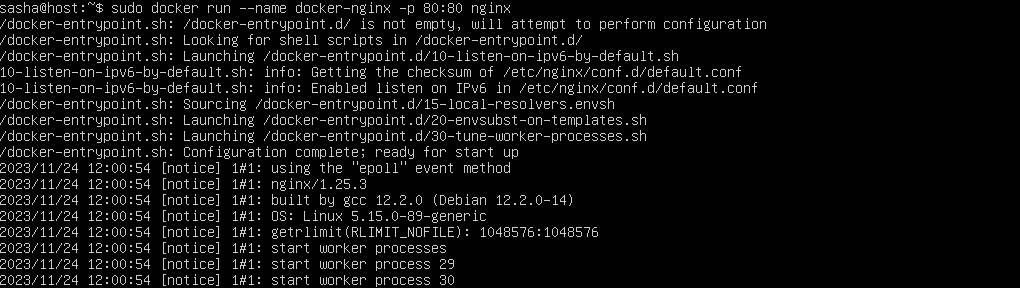 sasha@host:~$ sudo docker run --name docker-nginx -p 80:80 nginx
/docker-entrypoint.sh: /docker-entrypoint.d/ is not empty, will attempt to perform configuration
/docker-entrypoint.sh: Looking for shell scripts in /docker-entrypoint.d/
/docker-entrypoint.sh: Launching /docker-entrypoint.d/10-listen-on-ipv6-by-default.sh
10-listen-on-ipv6-by-default.sh: info: Getting the checksum of /etc/nginx/conf.d/default.conf
10-listen-on-ipv6-by-default.sh: info: Enabled listen on IPv6 in /etc/nginx/conf.d/default.conf
/docker-entrypoint.sh: Sourcing /docker-entrypoint.d/15-local-resolvers.envsh
/docker-entrypoint.sh: Launching /docker-entrypoint.d/20-envsubst-on-templates.sh
/docker-entrypoint.sh: Launching /docker-entrypoint.d/30-tune-worker-processes.sh
/docker-entrypoint.sh: Configuration complete; ready for start up
2023/11/24 12:00:54 [notice] 1#1: using the "epoll" event method
2023/11/24 12:00:54 [notice] 1#1: nginx/1.25.3
2023/11/24 12:00:54 [notice] 1#1: built by gcc 12.2.0 (Debian 12.2.0-14)
2023/11/24 12:00:54 [notice] 1#1: OS: Linux 5.15.0-89-generic
2023/11/24 12:00:54 [notice] 1#1: getrlimit(RLIMIT_NOFILE): 1048576:1048576
2023/11/24 12:00:54 [notice] 1#1: start worker processes
2023/11/24 12:00:54 [notice] 1#1: start worker process 29
2023/11/24 12:00:54 [notice] 1#1: start worker process 30